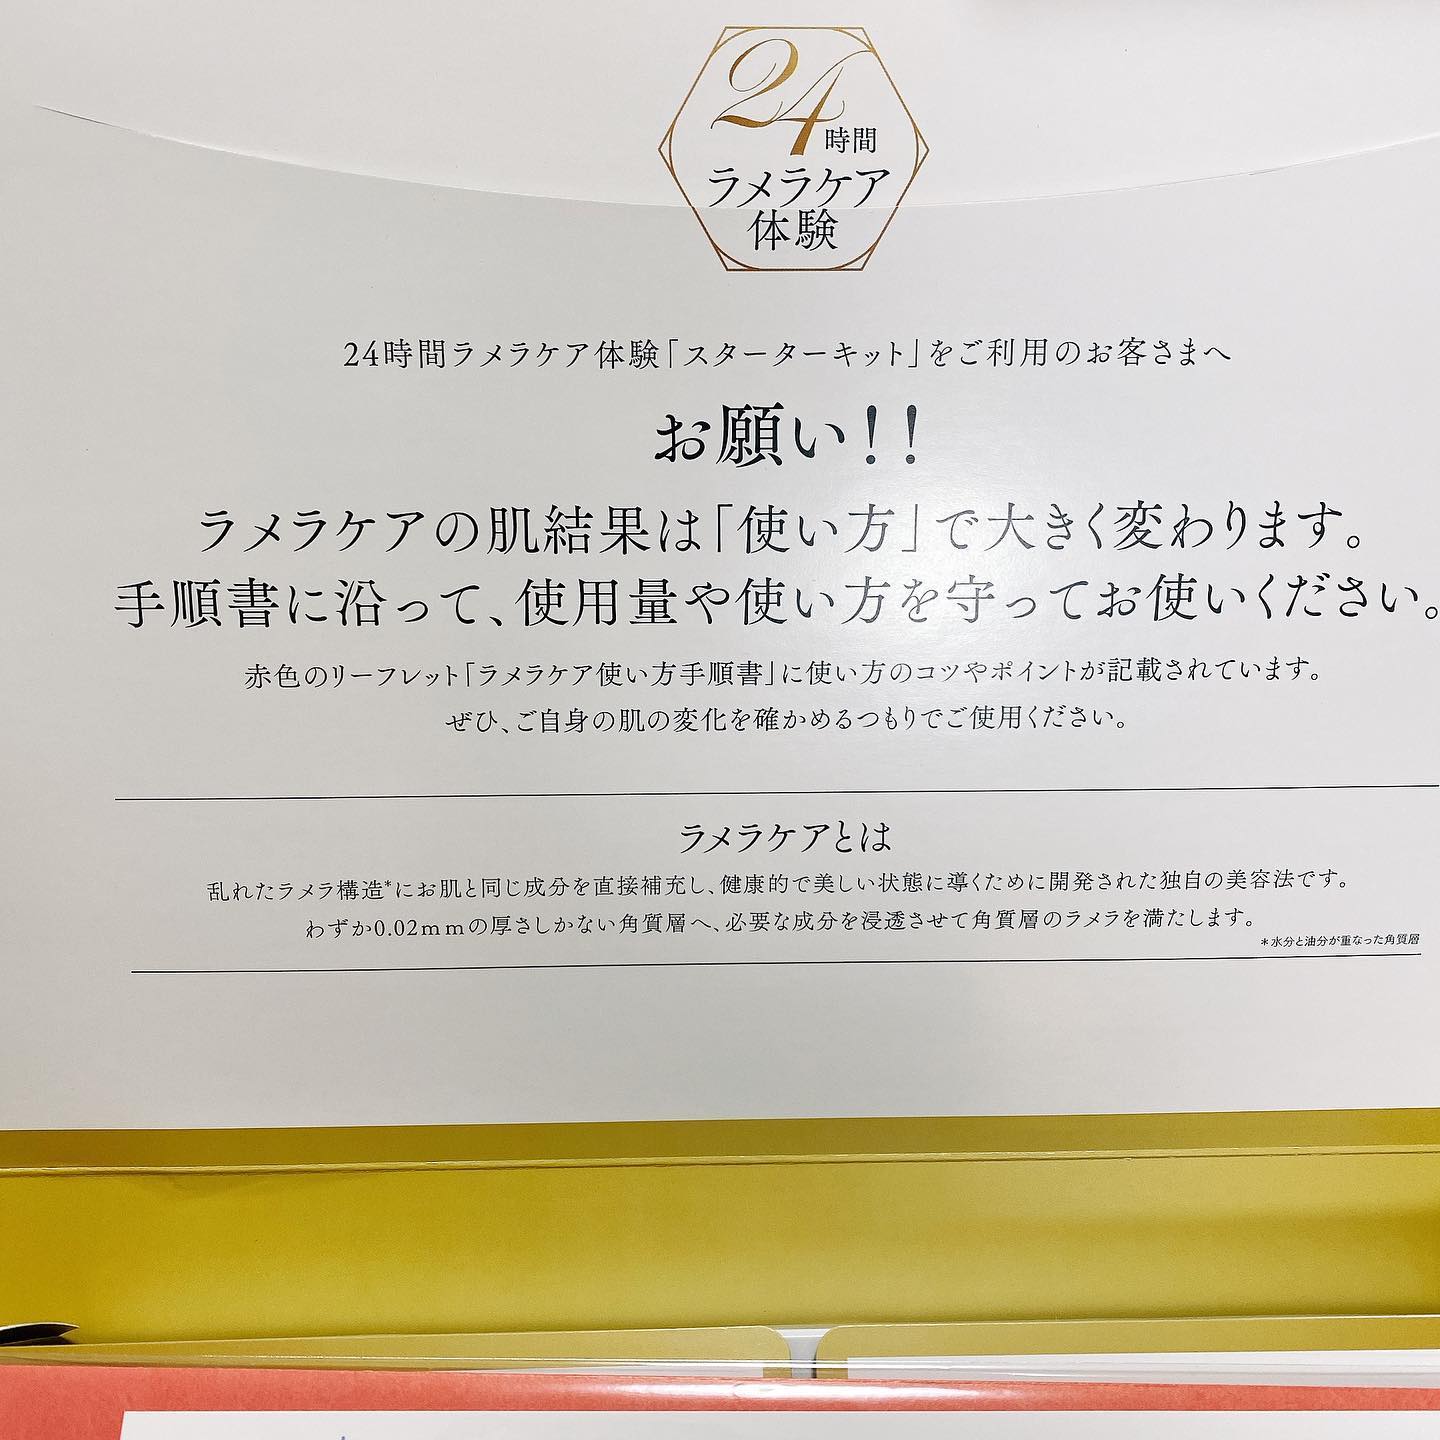 24時間
ラメラケア
体験
24時間ラメラケア体験「スターターキット」をご利用のお客さまへ
お願い！！
ラメラケアの肌結果は「使い方」で大きく変わります。
手順書に沿って、使用量や使い方を守ってお使いください。
赤色のリーフレット「ラメラケア使い方手順書」に使い方のコツやポイントが記載されています。
ぜひ、ご自身の肌の変化を確かめるつもりでご使用ください。
ラメラケアとは
乱れたラメラ構造*にお肌と同じ成分を直接補充し、健康的で美しい状態に導くために開発された独自の美容法です。
わずか0.02mmの厚さしかない角質層へ、必要な成分を浸透させて角質層のラメラを満たします。
*水分と油分が重なった角質層